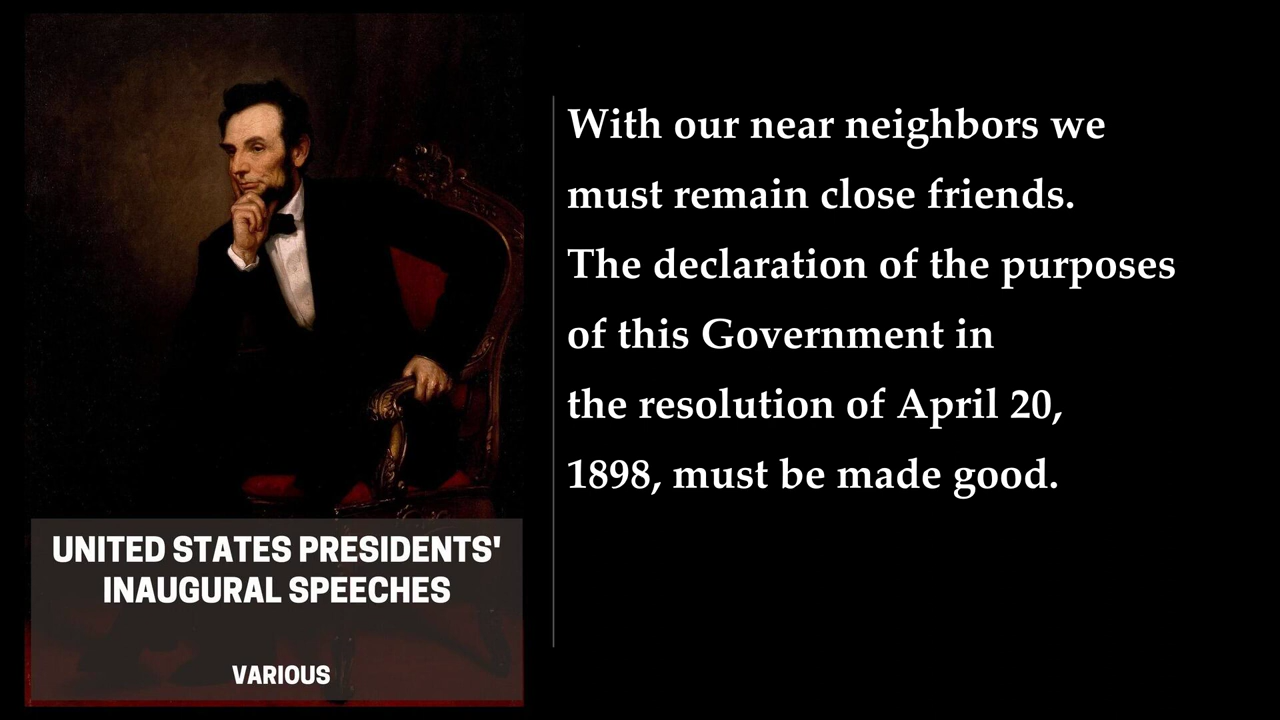 With our near neighbors we
must remain close friends.
The declaration of the purposes
of this Government in
the resolution of April 20,
1898, must be made good.
UNITED STATES PRESIDENTS'
INAUGURAL SPEECHES
VARIOUS